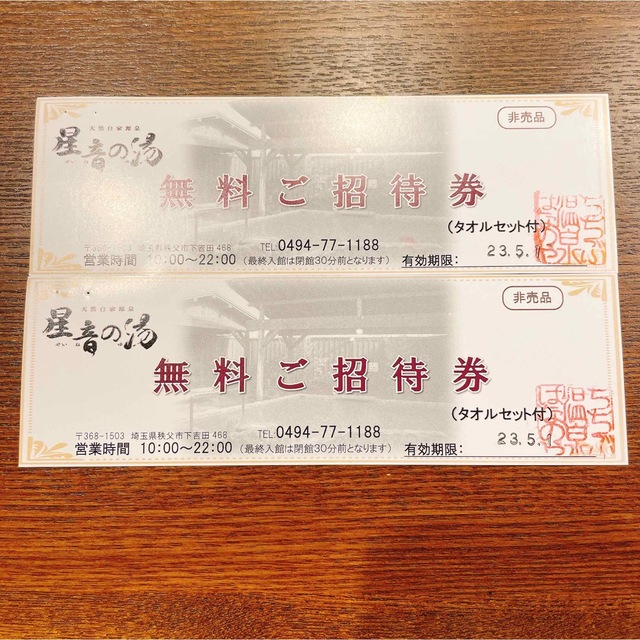 天然自家源泉
星音の湯
非売品
無料ご招待券
(タオルセット付)
〒368-1503 埼玉県秩父市下吉田468
TEL:0494-77-1188
営業時間 10:00～22:00 (最終入館は閉館30分前となります)
有効期限: 23.5.1
天然自家源泉
星音の湯
せいねのゆ
非売品
無料ご招待券
(タオルセット付)
〒368-1503 埼玉県秩父市下吉田468
TEL:0494-77-1188
営業時間 10:00～22:00 (最終入館は閉館30分前となります)
有効期限: 23.5.1